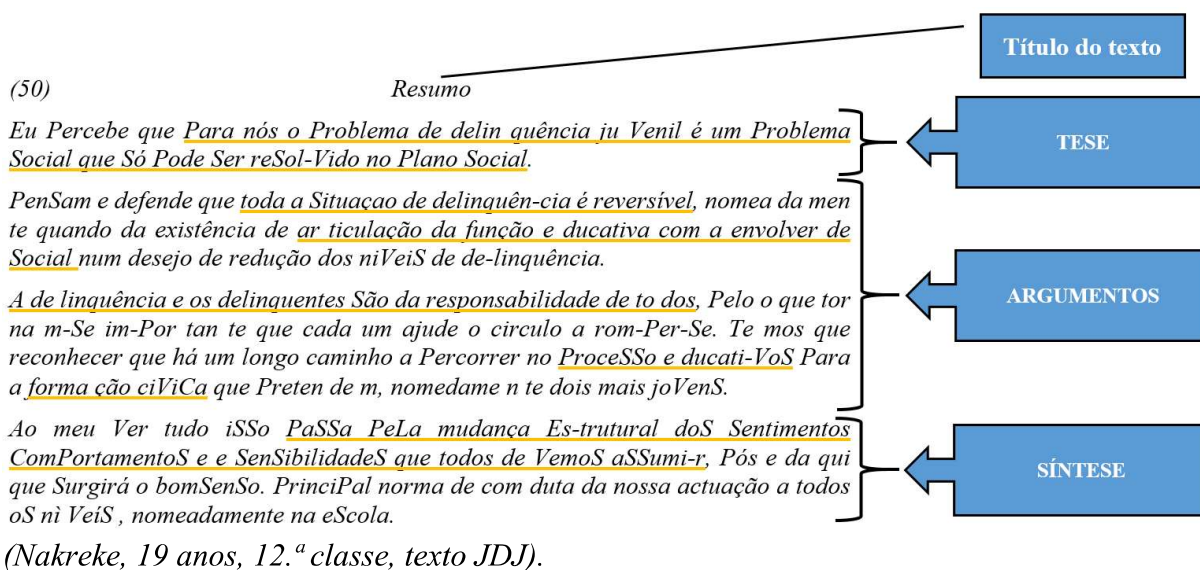 Título do texto
(50) Resumo
Eu Percebe que Para nós o Problema de delin quência ju Venil é um Problema
Social que Só Pode Ser reSol-Vido no Plano Social.
TESE
PenSam e defende que toda a Situaçao de delinquên-cia é reversível, nomea da men
te quando da existência de ar ticulação da função e ducativa com a envolver de
Social num desejo de redução dos niVeiS de de-linquência.
A de linquência e os delinquentes São da responsabilidade de to dos, Pelo o que tor
na m-Se im-Por tan te que cada um ajude o circulo a rom-Per-Se. Te mos que
reconhecer que há um longo caminho a Percorrer no ProceSSo e ducati-VoS Para
a forma ção ciViCa que Preten de m, nomedame n te dois mais joVenS.
ARGUMENTOS
Ao meu Ver tudo iSSo PaSSa PeLa mudança Es-trutural doS Sentimentos
ComPortamentoS e e SenSibilidadeS que todos de VemoS aSSumi-r, Pós e da qui
que Surgirá o bomSenSo. PrinciPal norma de com duta da nossa actuação a todos
oS nì VeíS , nomeadamente na eScola.
SÍNTESE
(Nakreke, 19 anos, 12.ª classe, texto JDJ).